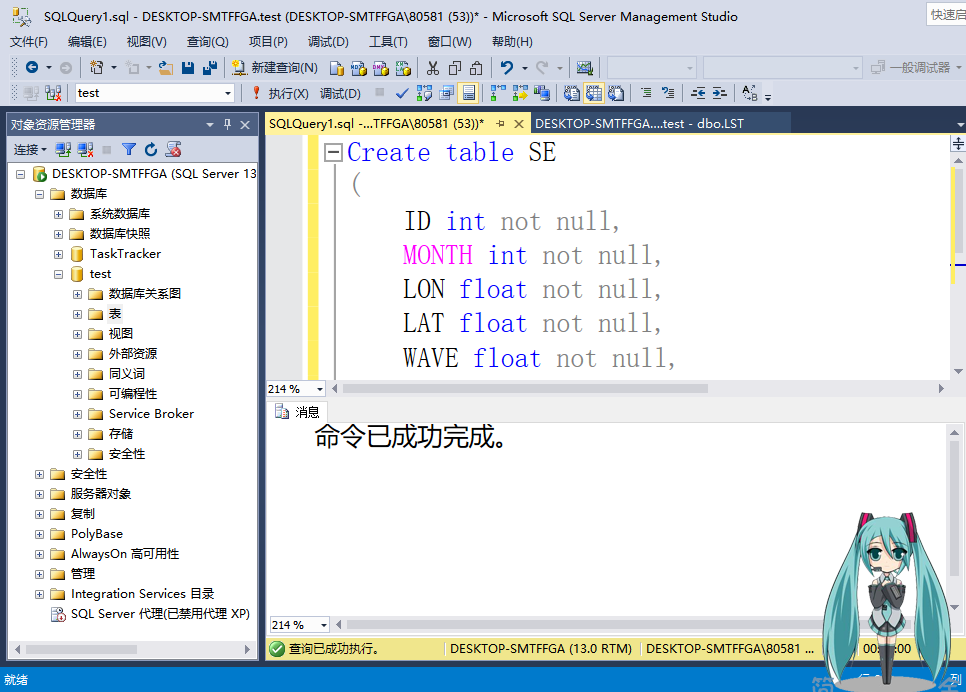 SQLQuery1.sql - DESKTOP-SMTFFGA.test (DESKTOP-SMTFFGA\80581 (53))* - Microsoft SQL Server Management Studio
快速启
文件(F) 编辑(E) 视图(V) 查询(Q) 项目(P) 调试(D) 工具(T) 窗口(W) 帮助(H)
新建查询(N) 一般调试器
test 执行(X) 调试(D)
对象资源管理器
SQLQuery1.sql -...TFFGA\80581 (53))* DESKTOP-SMTFFGA....test - dbo.LST
连接
DESKTOP-SMTFFGA (SQL Server 13
数据库
系统数据库
数据库快照
TaskTracker
test
数据库关系图
表
视图
外部资源
同义词
可编程性
Service Broker
存储
安全性
安全性
服务器对象
复制
PolyBase
AlwaysOn 高可用性
管理
Integration Services 目录
SQL Server 代理(已禁用代理 XP)
Create table SE
(
ID int not null,
MONTH int not null,
LON float not null,
LAT float not null,
WAVE float not null,
214 %
消息
命令已成功完成。
214 %
查询已成功执行。 DESKTOP-SMTFFGA (13.0 RTM) DESKTOP-SMTFFGA\80581 ...
就绪